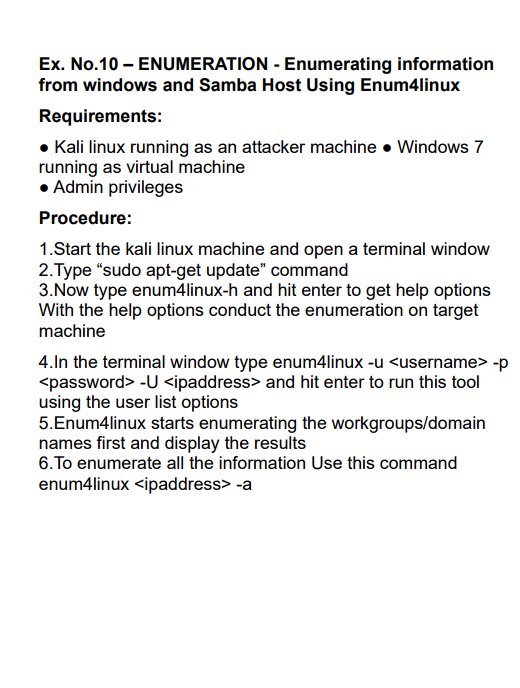 Ex. No.10 – ENUMERATION - Enumerating information
from windows and Samba Host Using Enum4linux
Requirements:
● Kali linux running as an attacker machine ● Windows 7
running as virtual machine
● Admin privileges
Procedure:
1.Start the kali linux machine and open a terminal window
2.Type “sudo apt-get update” command
3.Now type enum4linux-h and hit enter to get help options
With the help options conduct the enumeration on target
machine
4.In the terminal window type enum4linux -u <username> -p
<password> -U <ipaddress> and hit enter to run this tool
using the user list options
5.Enum4linux starts enumerating the workgroups/domain
names first and display the results
6.To enumerate all the information Use this command
enum4linux <ipaddress> -a